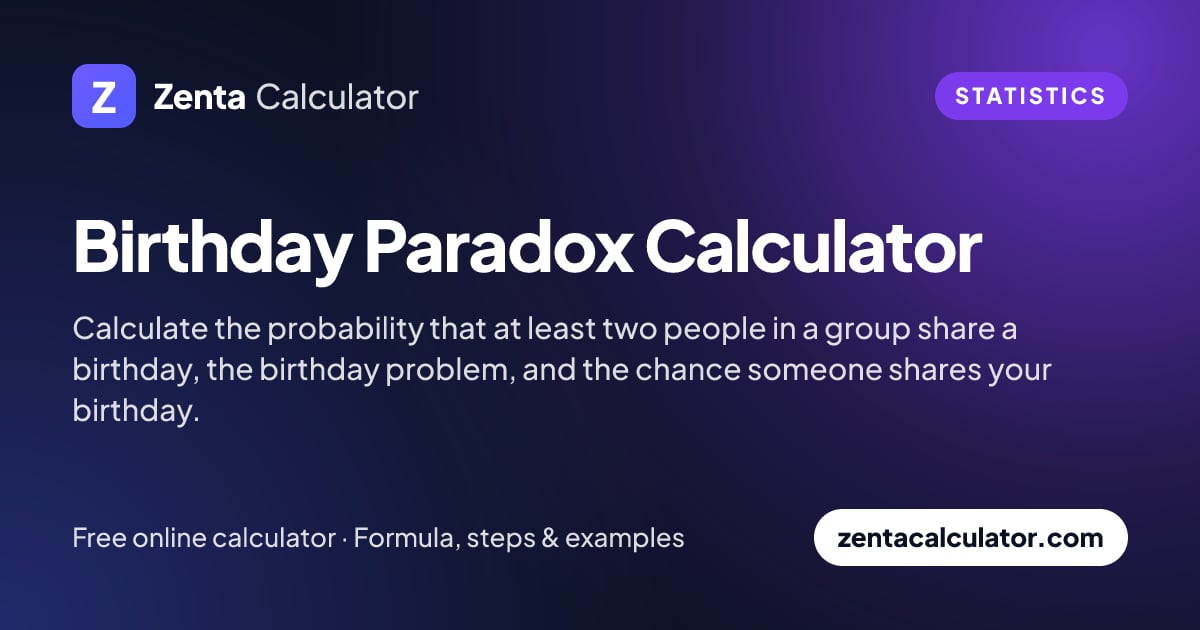 Z
Zenta Calculator
STATISTICS
Birthday Paradox Calculator
Calculate the probability that at least two people in a group share a
birthday, the birthday problem, and the chance someone shares your
birthday.
Free online calculator · Formula, steps & examples
zentacalculator.com